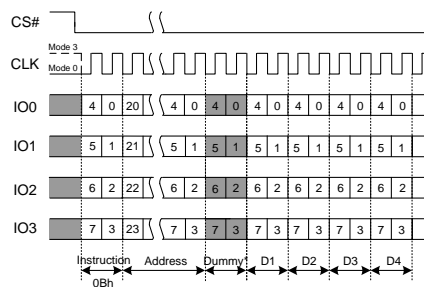 CS#
Mode 3
CLK
Mode 0
IO0 4 0 20 4 0 4 0 4 0 4 0 4 0 4 0
IO1 5 1 21 5 1 5 1 5 1 5 1 5 1 5 1
IO2 6 2 22 6 2 6 2 6 2 6 2 6 2 6 2
IO3 7 3 23 7 3 7 3 7 3 7 3 7 3 7 3
Instruction Address Dummy* D1 D2 D3 D4
0Bh